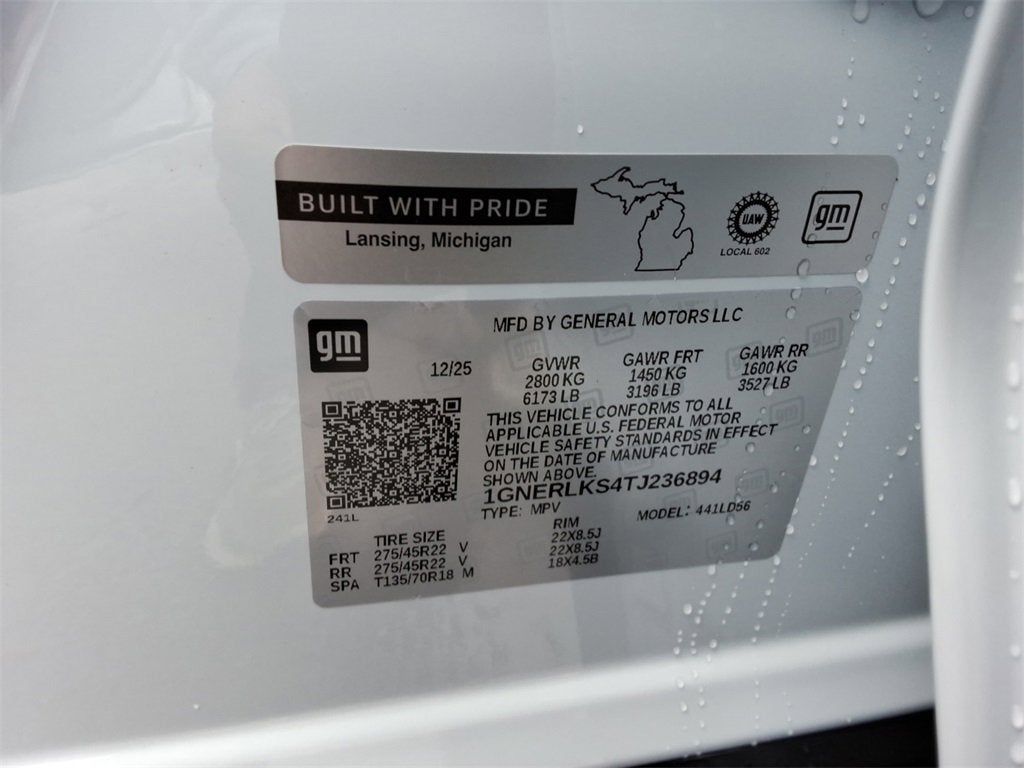 BUILT WITH PRIDE
Lansing, Michigan
UAW
LOCAL 602
gm
gm
MFD BY GENERAL MOTORS LLC
12/25
GVWR GAWR FRT GAWR RR
2800 KG 1450 KG 1600 KG
6173 LB 3196 LB 3527 LB
THIS VEHICLE CONFORMS TO ALL
APPLICABLE U.S. FEDERAL MOTOR
VEHICLE SAFETY STANDARDS IN EFFECT
ON THE DATE OF MANUFACTURE
SHOWN ABOVE.
1GNERLKS4TJ236894
TYPE: MPV MODEL: 441LD56
241L
TIRE SIZE RIM
FRT 275/45R22 V 22X8.5J
RR 275/45R22 V 22X8.5J
SPA T135/70R18 M 18X4.5B